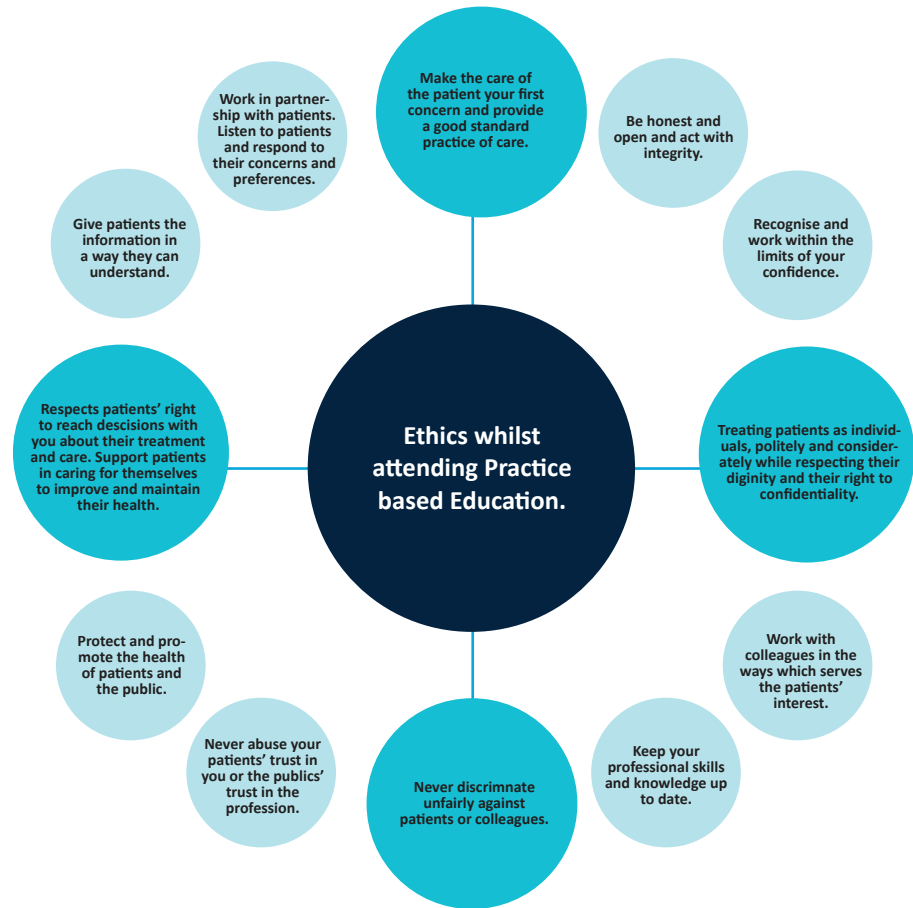 Make the care of
the patient your first
concern and provide
a good standard
practice of care.
Be honest and
open and act with
integrity.
Recognise and
work within the
limits of your
confidence.
Treating patients as individ-
uals, politely and consider-
ately while respecting their
diginity and their right to
confidentiality.
Work with
colleagues in the
ways which serves
the patients’
interest.
Keep your
professional skills
and knowledge up
to date.
Never discrimnate
unfairly against
patients or colleagues.
Never abuse your
patients’ trust in
you or the publics’
trust in the
profession.
Protect and pro-
mote the health
of patients and
the public.
Respects patients’ right
to reach descisions with
you about their treatment
and care. Support patients
in caring for themselves
to improve and maintain
their health.
Give patients the
information in
a way they can
understand.
Work in partner-
ship with patients.
Listen to patients
and respond to
their concerns and
preferences.
Ethics whilst
attending Practice
based Education.